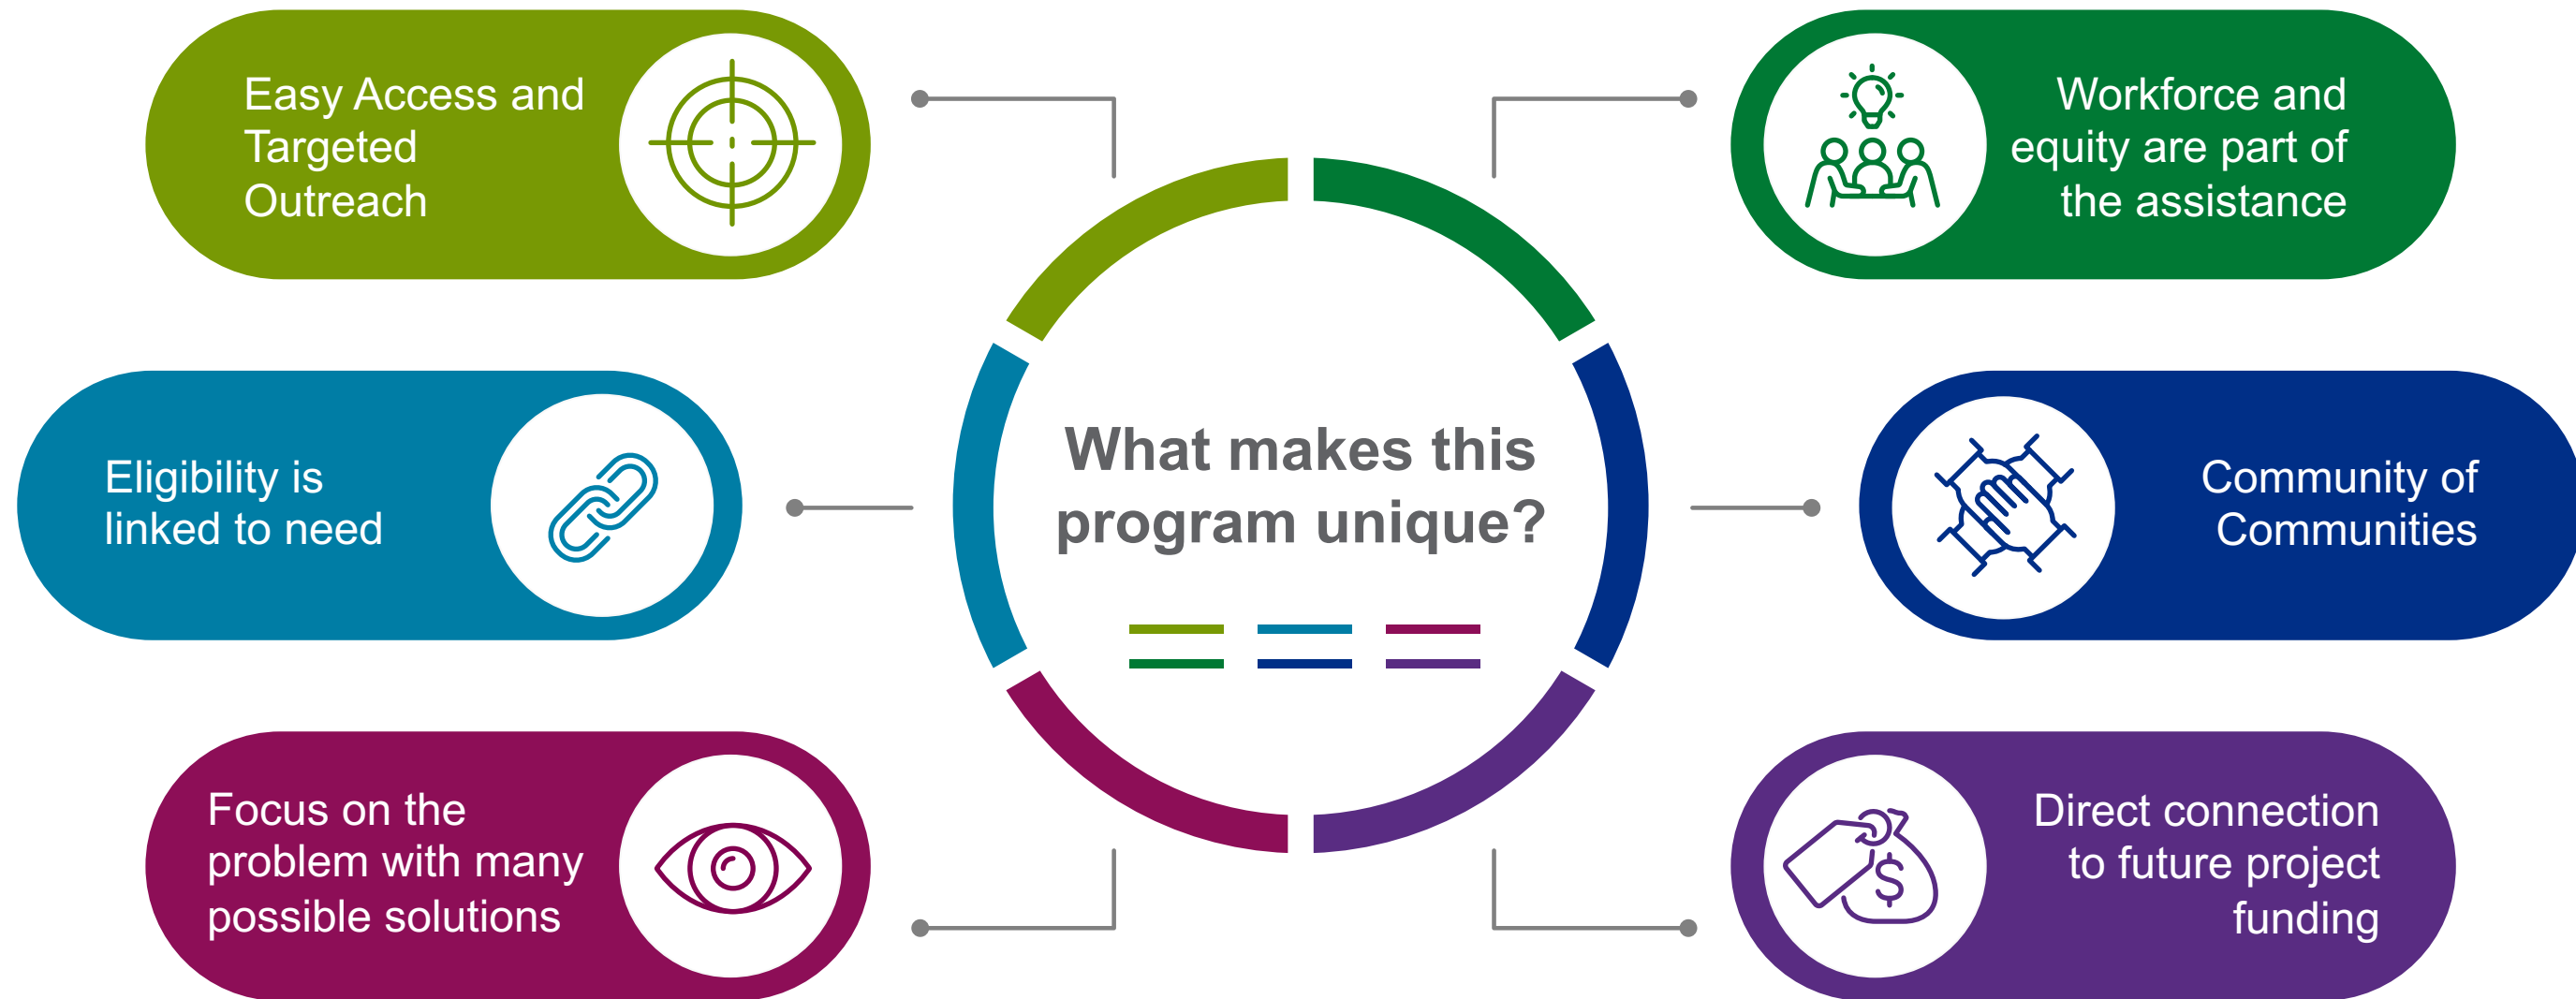 Easy Access and
Targeted
Outreach
Workforce and
equity are part of
the assistance
What makes this
program unique?
Eligibility is
linked to need
Community of
Communities
Focus on the
problem with many
possible solutions
Direct connection
to future project
funding
$